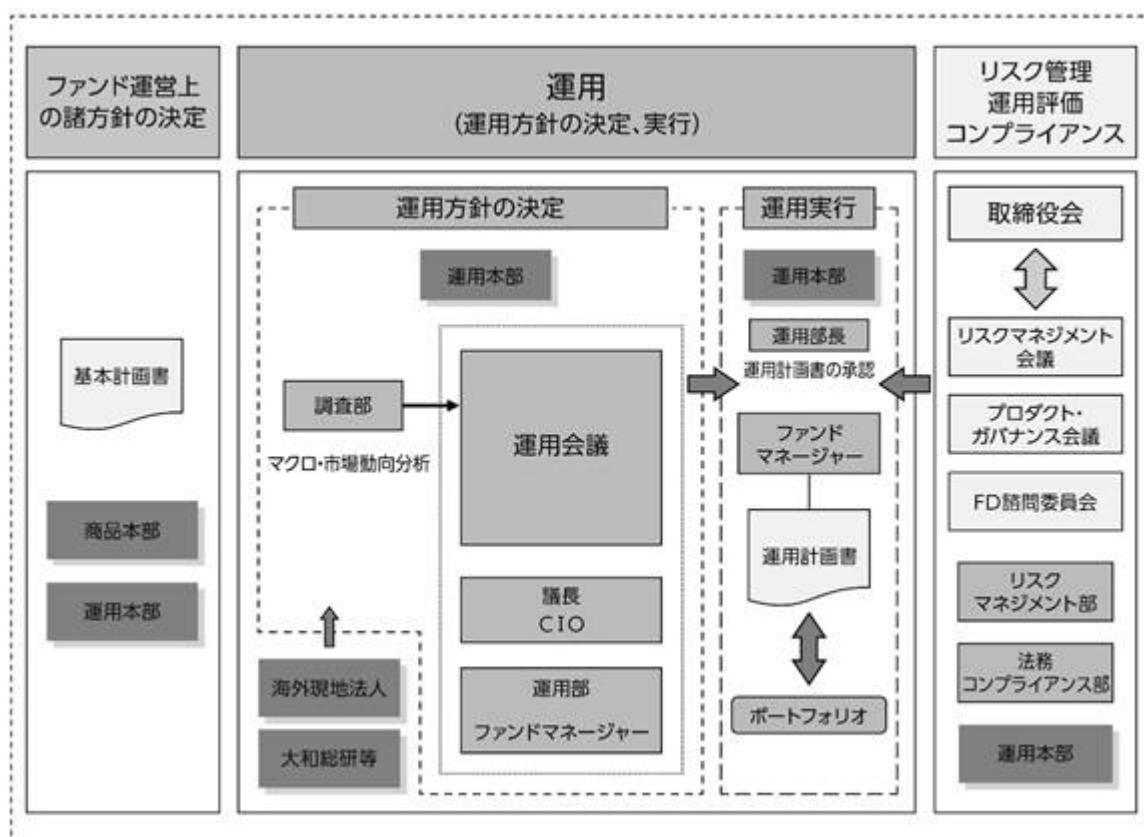 ファンド運営上
の諸方針の決定
運用
(運用方針の決定、実行)
リスク管理
運用評価
コンプライアンス
基本計画書
商品本部
運用本部
運用方針の決定
運用本部
調査部
マクロ・市場動向分析
運用会議
議長
CIO
運用部
ファンドマネージャー
海外現地法人
大和総研等
運用実行
運用本部
運用部長
運用計画書の承認
ファンド
マネージャー
運用計画書
ポートフォリオ
取締役会
リスクマネジメント
会議
プロダクト・
ガバナンス会議
FD諮問委員会
リスク
マネジメント部
法務
コンプライアンス部
運用本部